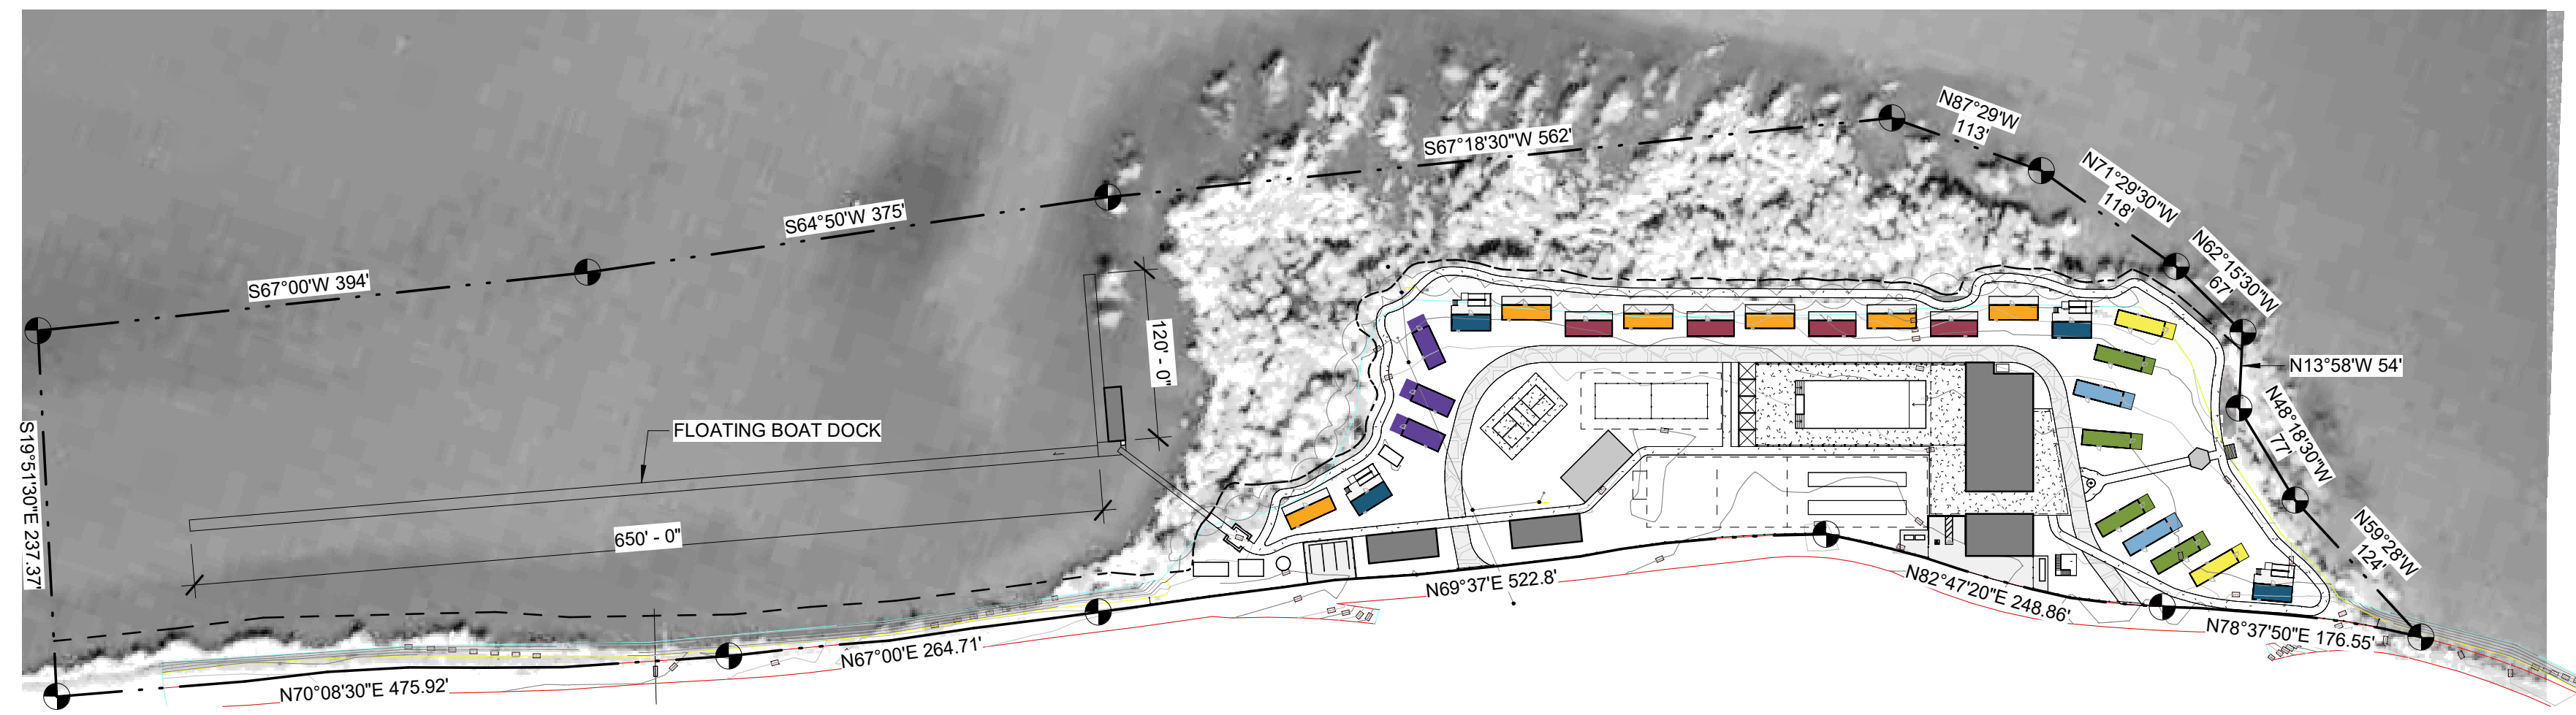 N87°29'W
113'
S67°18'30"W 562'
N71°29'30"W
118'
S64°50'W 375'
N62°15'30"W
67'
S67°00'W 394'
120' - 0"
N13°58'W 54'
FLOATING BOAT DOCK
N48°18'30"W
77'
S19°51'30"E 237.37'
650' - 0"
N59°28'W
124'
N69°37'E 522.8'
N82°47'20"E 248.86'
N78°37'50"E 176.55'
N67°00'E 264.71'
N70°08'30"E 475.92'